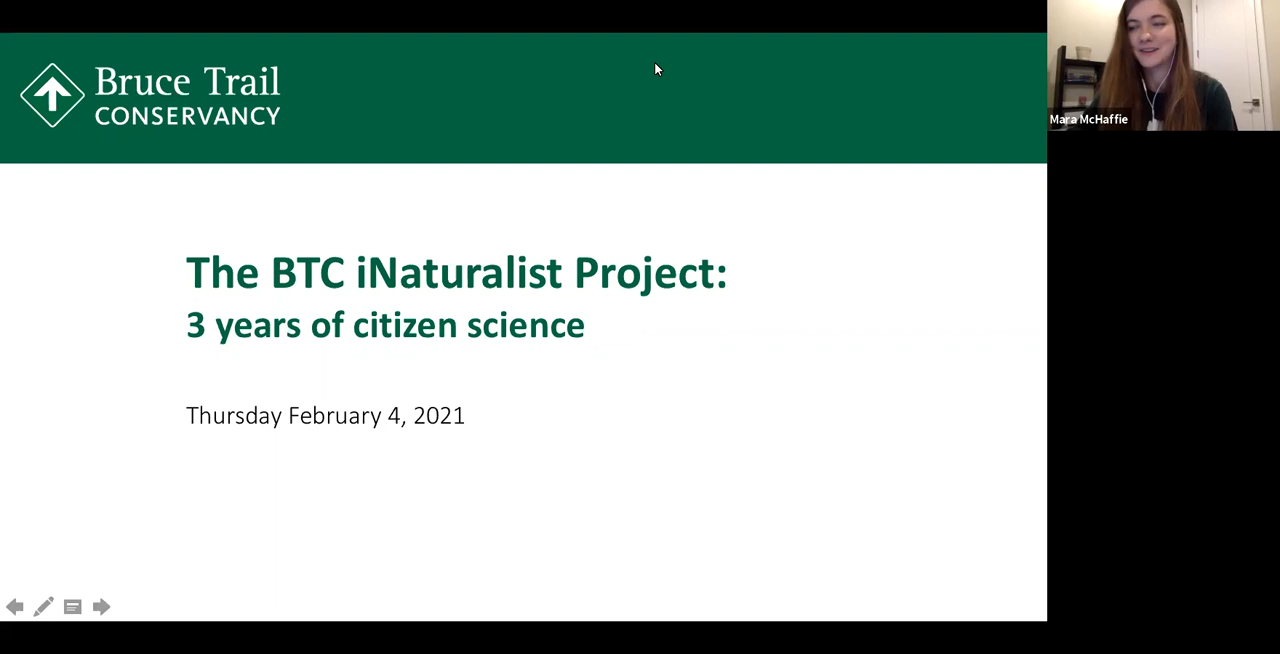 Bruce Trail
CONSERVANCY
Mara McHaffie
The BTC iNaturalist Project:
3 years of citizen science
Thursday February 4, 2021